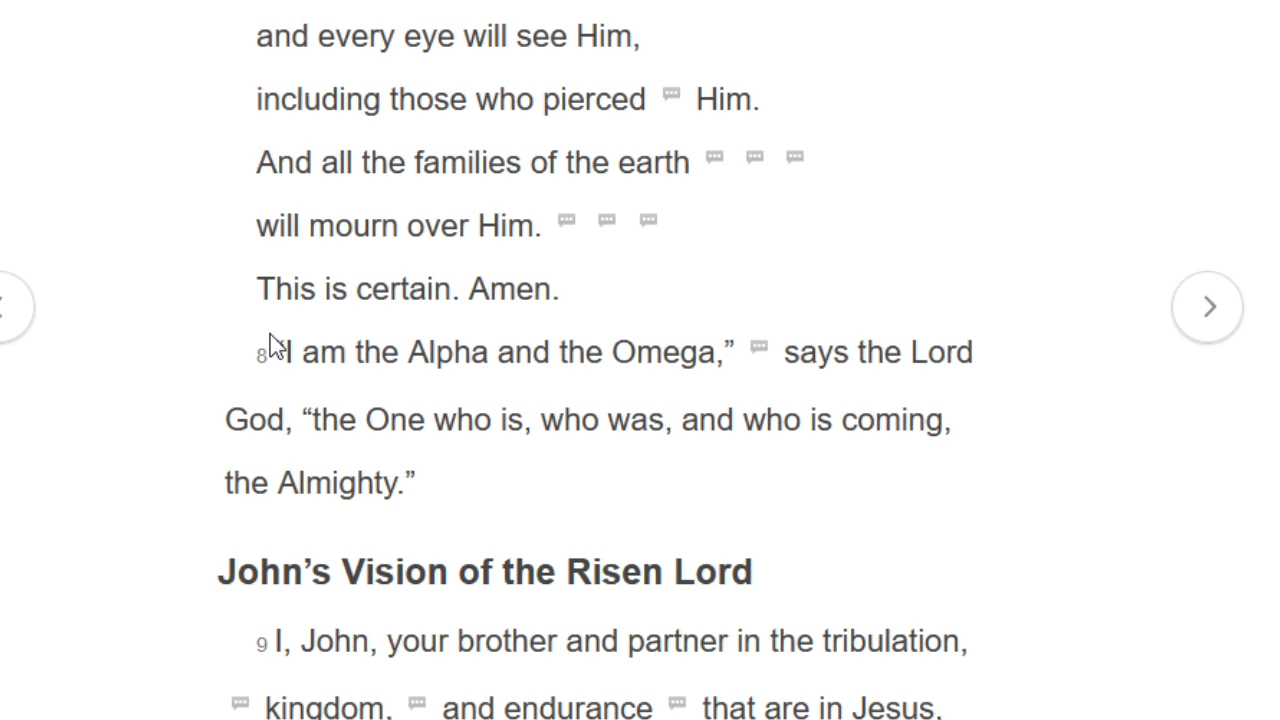 and every eye will see Him,
including those who pierced Him.
And all the families of the earth
will mourn over Him.
This is certain. Amen.
8 “I am the Alpha and the Omega,” says the Lord
God, “the One who is, who was, and who is coming,
the Almighty.”
John’s Vision of the Risen Lord
9 I, John, your brother and partner in the tribulation,
kingdom, and endurance that are in Jesus,